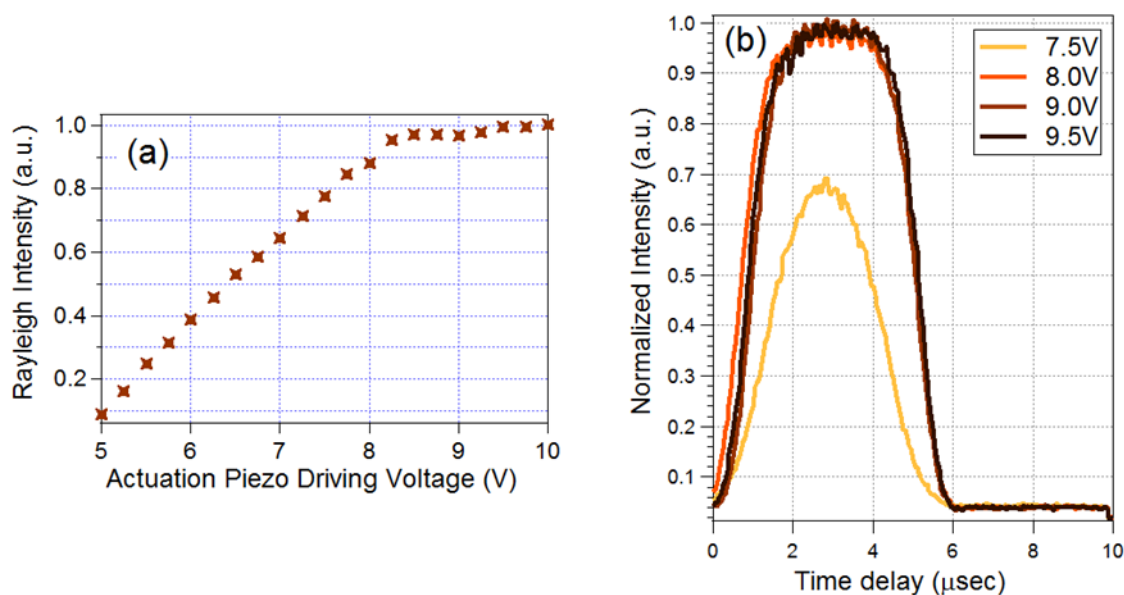 (a)
Rayleigh Intensity (a.u.)
1.0
0.8
0.6
0.4
0.2
5 6 7 8 9 10
Actuation Piezo Driving Voltage (V)
(b)
Normalized Intensity (a.u.)
1.0
0.9
0.8
0.7
0.6
0.5
0.4
0.3
0.2
0.1
0 2 4 6 8 10
Time delay (μsec)
7.5V
8.0V
9.0V
9.5V